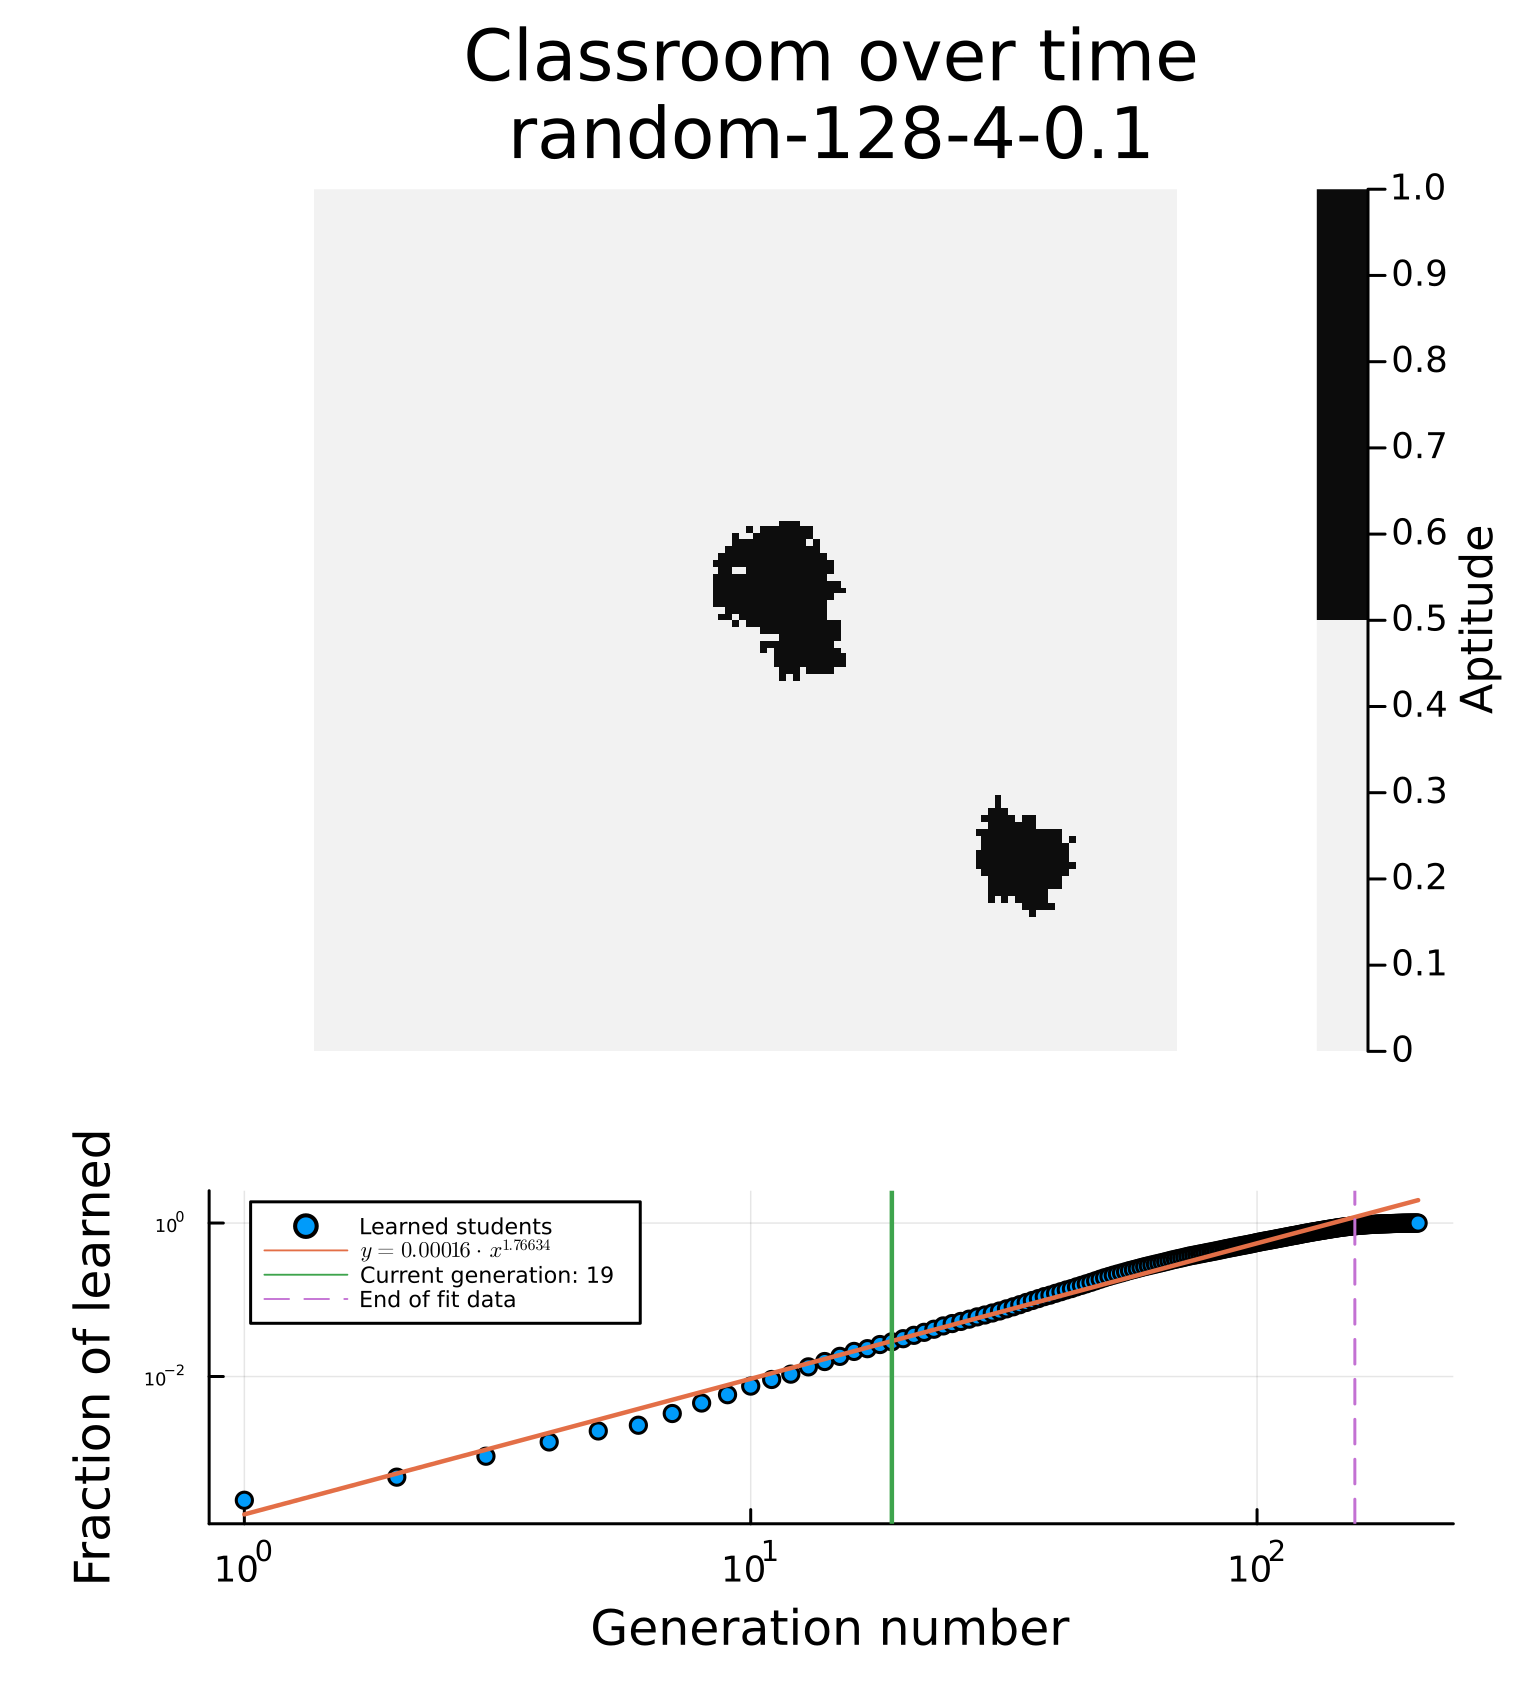 Classroom over time
random-128-4-0.1
1.0
0.9
0.8
0.7
0.6
0.5
0.4
0.3
0.2
0.1
0
Aptitude
Fraction of learned
10^0
10^-2
Learned students
y = 0.00016 · x^1.76634
Current generation: 19
End of fit data
10^0
10^1
10^2
Generation number